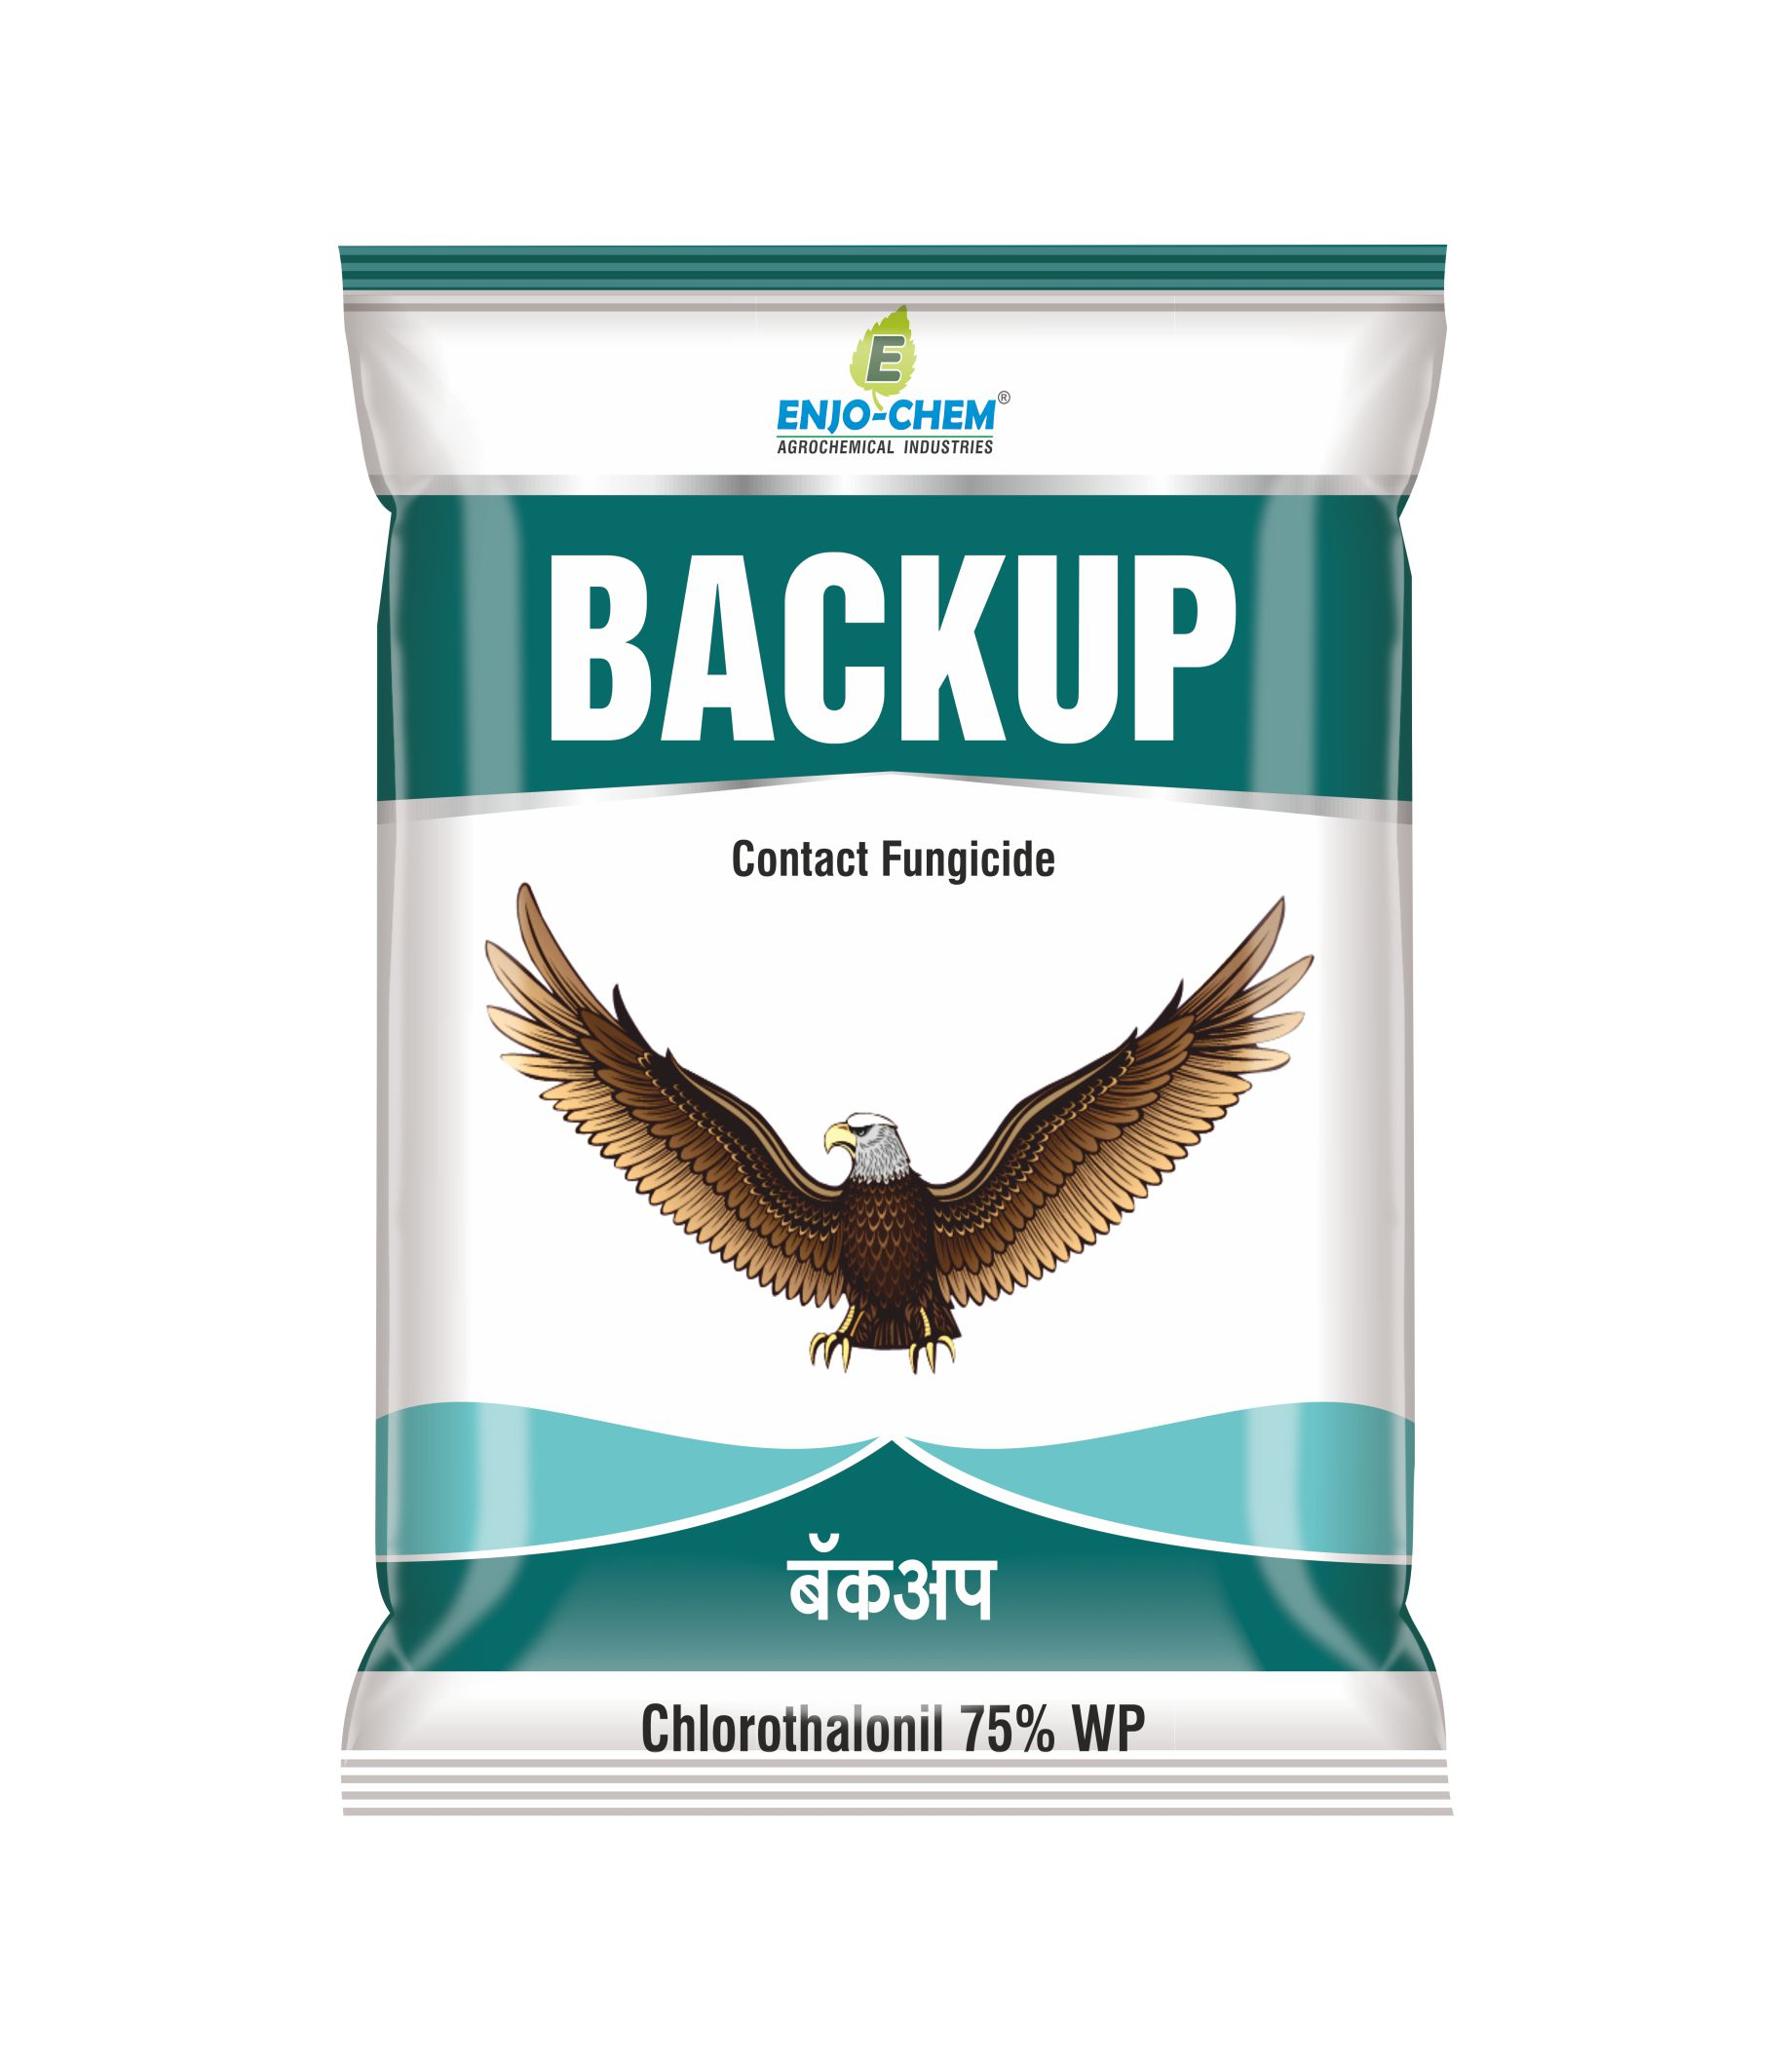 E
ENJO-CHEM®
AGROCHEMICAL INDUSTRIES
BACKUP
Contact Fungicide
बॅकअप
Chlorothalonil 75% WP